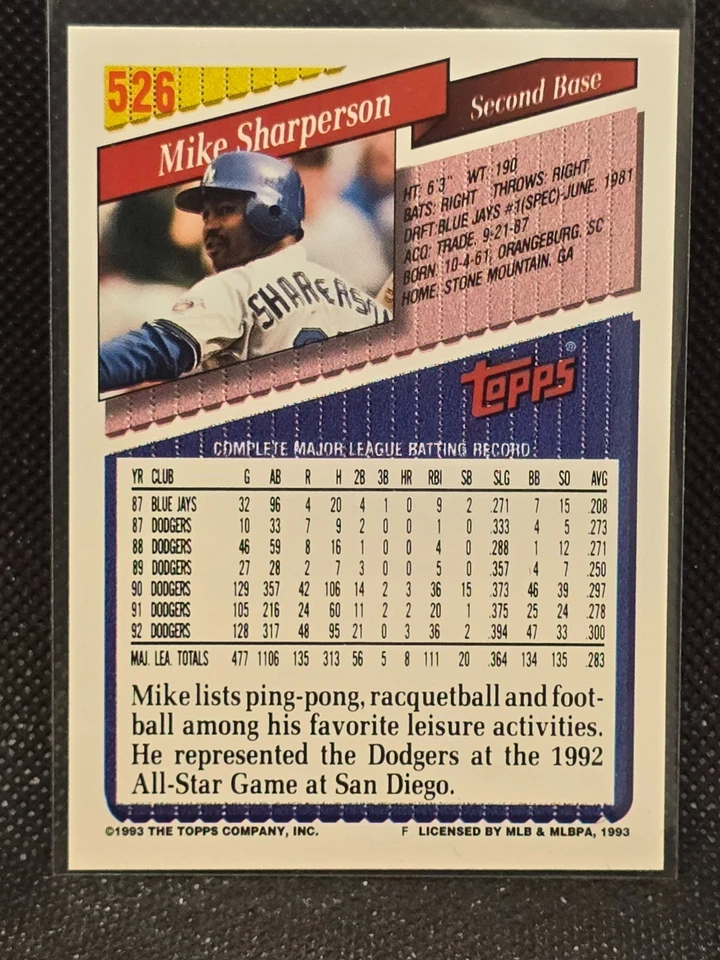 526
Mike Sharperson
Second Base
HT: 6'3" WT: 190
BATS: RIGHT THROWS: RIGHT
DRFT: BLUE JAYS #1(SPEC)-JUNE, 1981
ACQ: TRADE, 9-21-87
BORN: 10-4-61, ORANGEBURG, SC
HOME: STONE MOUNTAIN, GA
SHARPERSON
TOPPS®
COMPLETE MAJOR LEAGUE BATTING RECORD
YR CLUB G AB R H 2B 3B HR RBI SB SLG BB SO AVG
87 BLUE JAYS 32 96 4 20 4 1 0 9 2 .271 7 15 .208
87 DODGERS 10 33 7 9 2 0 0 1 0 .333 4 5 .273
88 DODGERS 46 59 8 16 1 0 0 4 0 .288 1 12 .271
89 DODGERS 27 28 2 7 3 0 0 5 0 .357 4 7 .250
90 DODGERS 129 357 42 106 14 2 3 36 15 .373 46 39 .297
91 DODGERS 105 216 24 60 11 2 2 20 1 .375 25 24 .278
92 DODGERS 128 317 48 95 21 0 3 36 2 .394 47 33 .300
MAJ. LEA. TOTALS 477 1106 135 313 56 5 8 111 20 .364 134 135 .283
Mike lists ping-pong, racquetball and foot-
ball among his favorite leisure activities.
He represented the Dodgers at the 1992
All-Star Game at San Diego.
©1993 THE TOPPS COMPANY, INC.
F LICENSED BY MLB & MLBPA, 1993